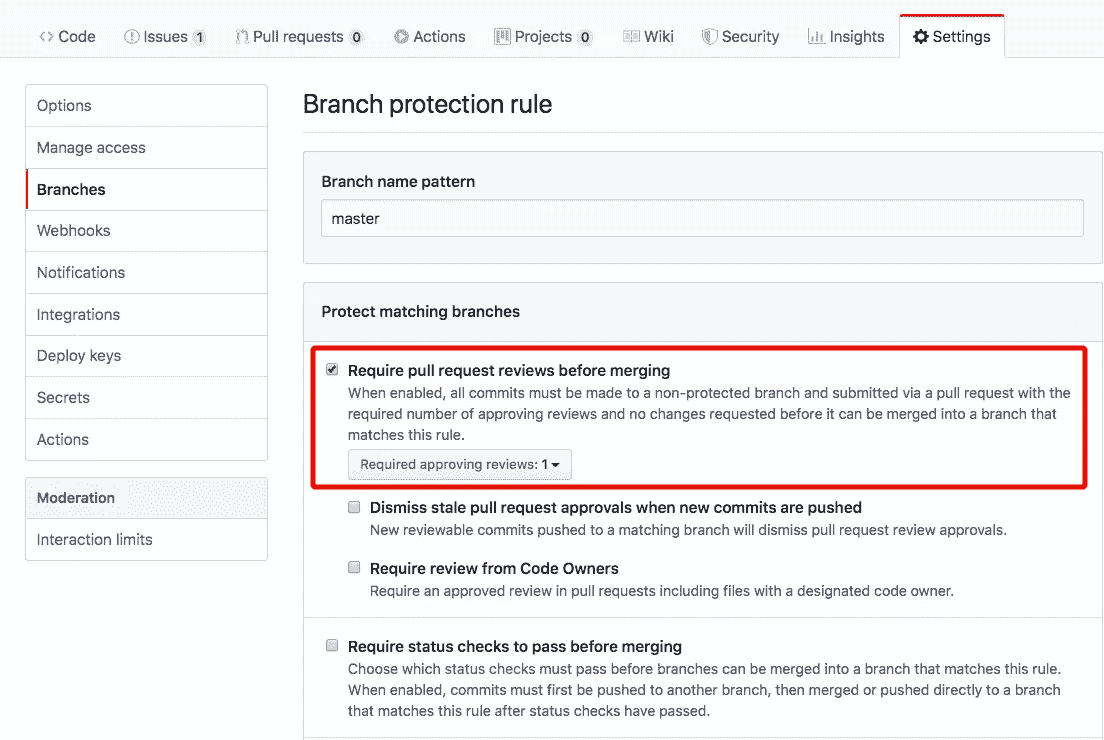 Code Issues 1 Pull requests 0 Actions Projects 0 Wiki Security Insights Settings
Options
Manage access
Branches
Webhooks
Notifications
Integrations
Deploy keys
Secrets
Actions
Moderation
Interaction limits
Branch protection rule
Branch name pattern
master
Protect matching branches
Require pull request reviews before merging
When enabled, all commits must be made to a non-protected branch and submitted via a pull request with the
required number of approving reviews and no changes requested before it can be merged into a branch that
matches this rule.
Required approving reviews: 1
Dismiss stale pull request approvals when new commits are pushed
New reviewable commits pushed to a matching branch will dismiss pull request review approvals.
Require review from Code Owners
Require an approved review in pull requests including files with a designated code owner.
Require status checks to pass before merging
Choose which status checks must pass before branches can be merged into a branch that matches this rule.
When enabled, commits must first be pushed to another branch, then merged or pushed directly to a branch
that matches this rule after status checks have passed.